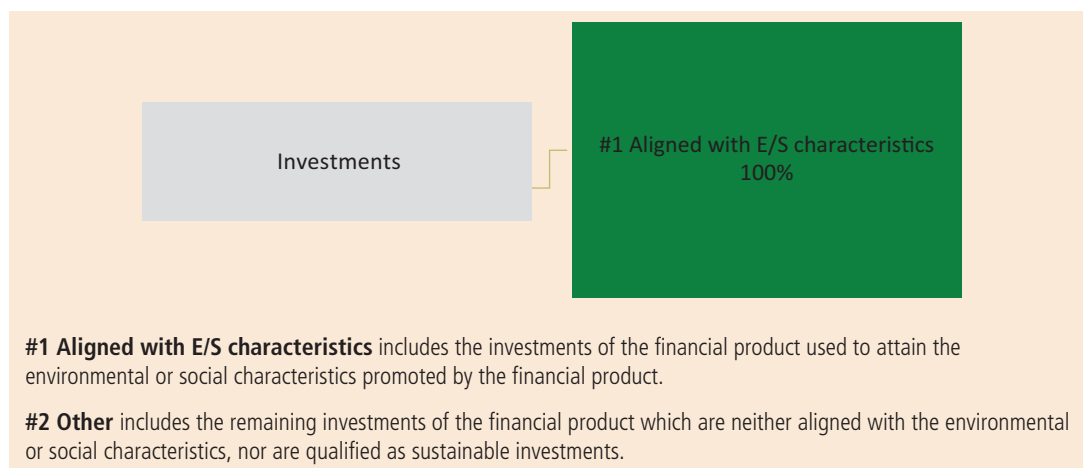 Investments
#1 Aligned with E/S characteristics
100%
#1 Aligned with E/S characteristics includes the investments of the financial product used to attain the
environmental or social characteristics promoted by the financial product.
#2 Other includes the remaining investments of the financial product which are neither aligned with the environmental
or social characteristics, nor are qualified as sustainable investments.